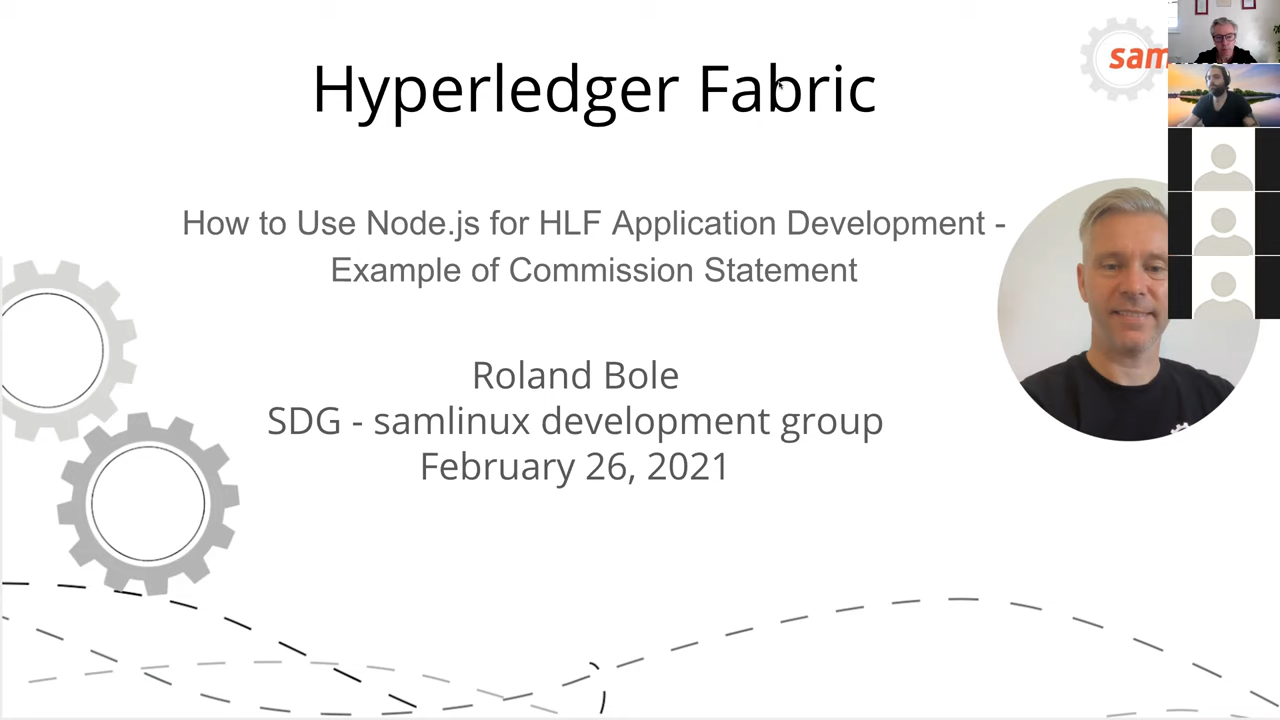 Hyperledger Fabric
sam
How to Use Node.js for HLF Application Development -
Example of Commission Statement
Roland Bole
SDG - samlinux development group
February 26, 2021